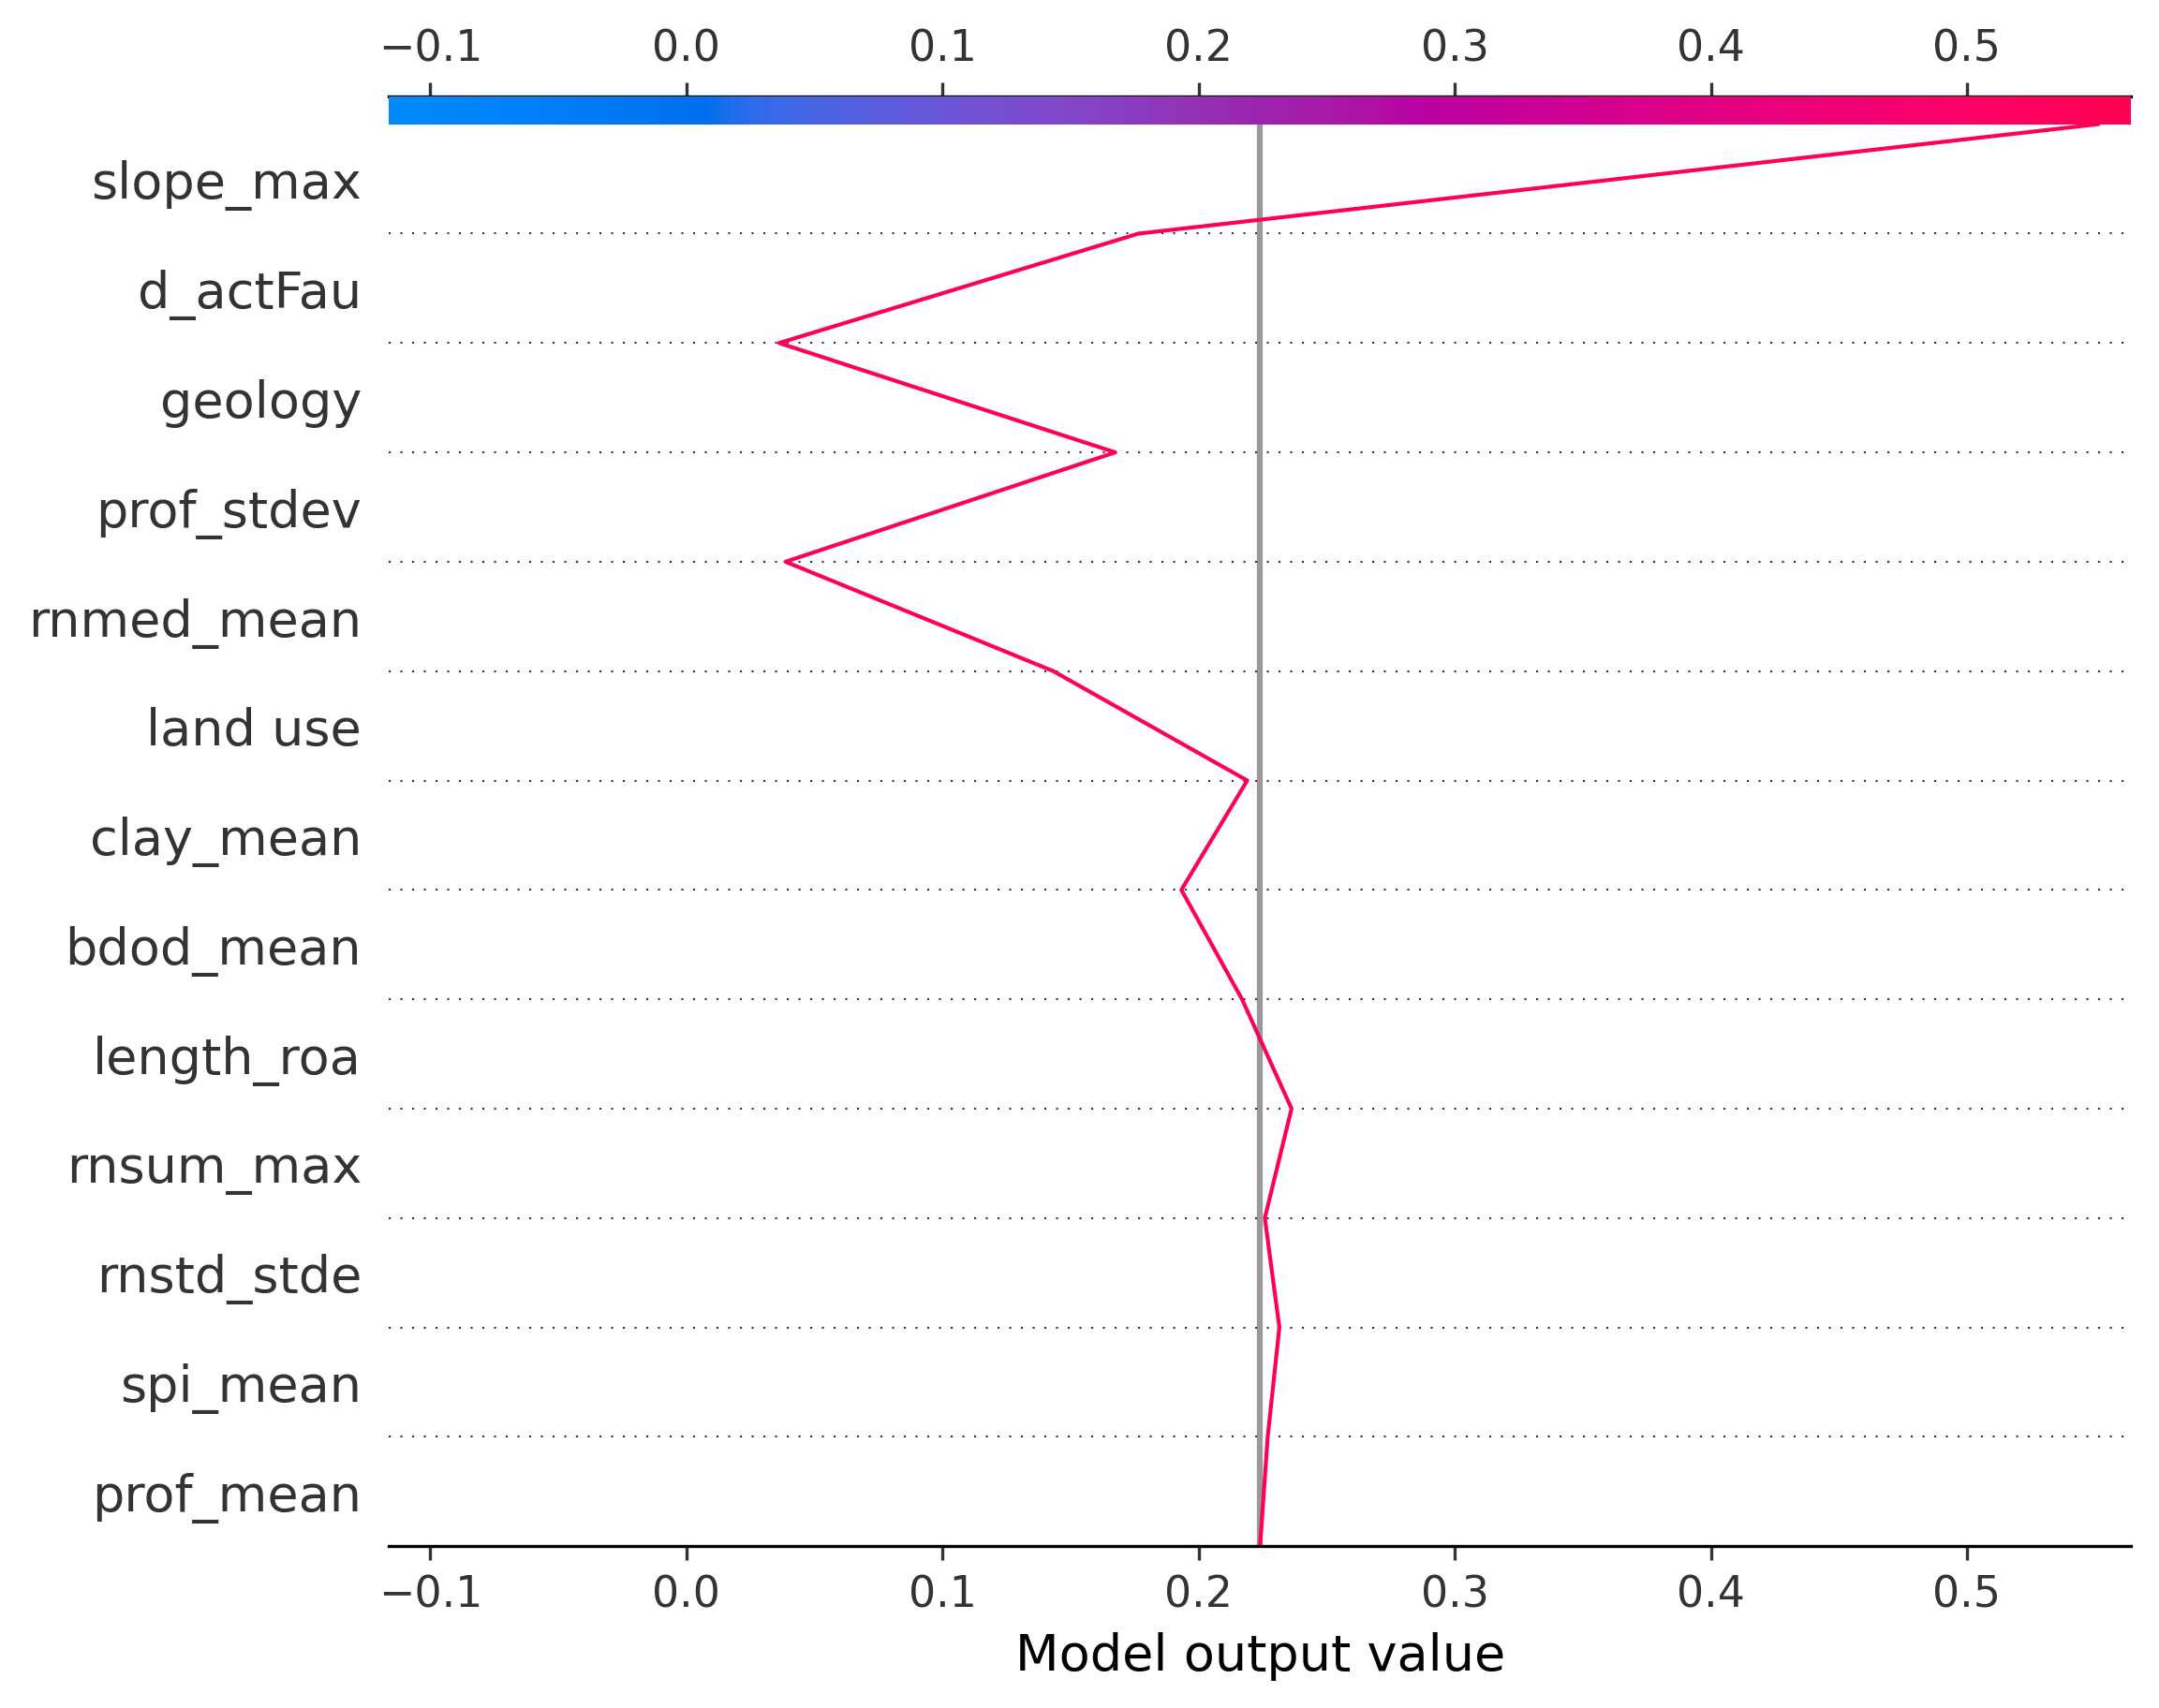 −0.1 0.0 0.1 0.2 0.3 0.4 0.5
slope_max
d_actFau
geology
prof_stdev
rnmed_mean
land use
clay_mean
bdod_mean
length_roa
rnsum_max
rnstd_stde
spi_mean
prof_mean
−0.1 0.0 0.1 0.2 0.3 0.4 0.5
Model output value